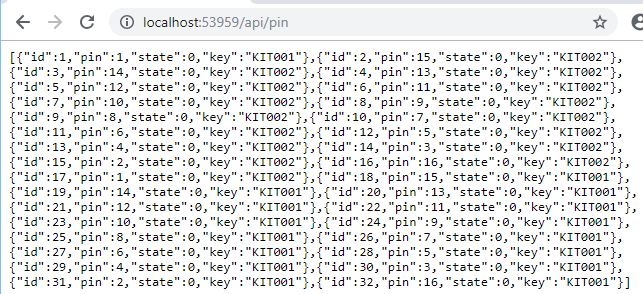 localhost:53959/api/pin
[{"id":1,"pin":1,"state":0,"key":"KIT001"},{"id":2,"pin":15,"state":0,"key":"KIT002"},
{"id":3,"pin":14,"state":0,"key":"KIT002"},{"id":4,"pin":13,"state":0,"key":"KIT002"},
{"id":5,"pin":12,"state":0,"key":"KIT002"},{"id":6,"pin":11,"state":0,"key":"KIT002"},
{"id":7,"pin":10,"state":0,"key":"KIT002"},{"id":8,"pin":9,"state":0,"key":"KIT002"},
{"id":9,"pin":8,"state":0,"key":"KIT002"},{"id":10,"pin":7,"state":0,"key":"KIT002"},
{"id":11,"pin":6,"state":0,"key":"KIT002"},{"id":12,"pin":5,"state":0,"key":"KIT002"},
{"id":13,"pin":4,"state":0,"key":"KIT002"},{"id":14,"pin":3,"state":0,"key":"KIT002"},
{"id":15,"pin":2,"state":0,"key":"KIT002"},{"id":16,"pin":16,"state":0,"key":"KIT002"},
{"id":17,"pin":1,"state":0,"key":"KIT002"},{"id":18,"pin":15,"state":0,"key":"KIT001"},
{"id":19,"pin":14,"state":0,"key":"KIT001"},{"id":20,"pin":13,"state":0,"key":"KIT001"},
{"id":21,"pin":12,"state":0,"key":"KIT001"},{"id":22,"pin":11,"state":0,"key":"KIT001"},
{"id":23,"pin":10,"state":0,"key":"KIT001"},{"id":24,"pin":9,"state":0,"key":"KIT001"},
{"id":25,"pin":8,"state":0,"key":"KIT001"},{"id":26,"pin":7,"state":0,"key":"KIT001"},
{"id":27,"pin":6,"state":0,"key":"KIT001"},{"id":28,"pin":5,"state":0,"key":"KIT001"},
{"id":29,"pin":4,"state":0,"key":"KIT001"},{"id":30,"pin":3,"state":0,"key":"KIT001"},
{"id":31,"pin":2,"state":0,"key":"KIT001"},{"id":32,"pin":16,"state":0,"key":"KIT001"}]